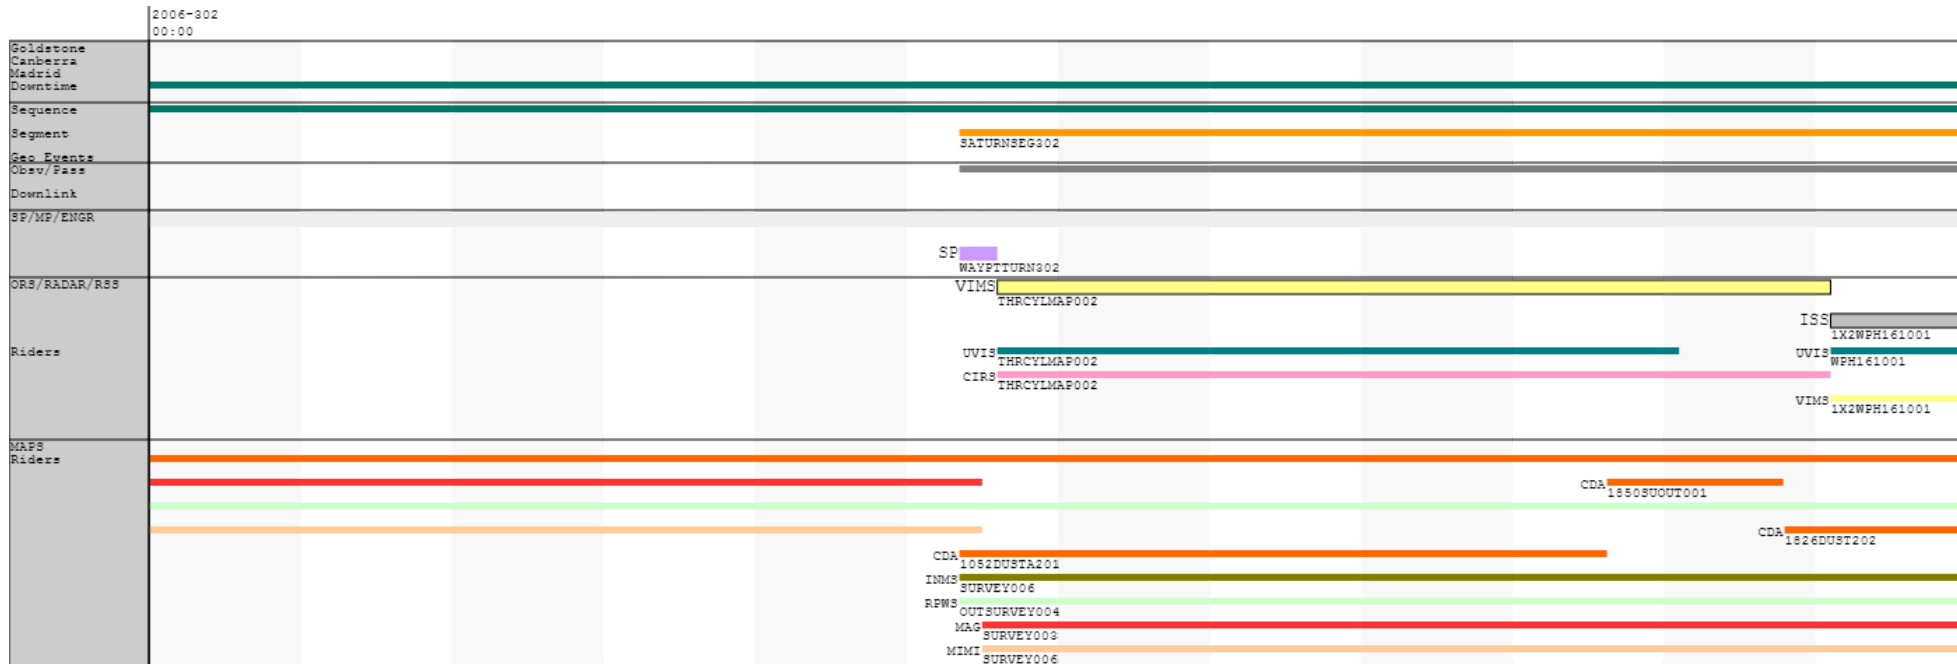 2006-302
00:00
Goldstone
Canberra
Madrid
Downtime
Sequence
Segment
SATURNSEG302
Geo Events
Obsv/Pass
Downlink
SP/MP/ENGR
SP
WAYPTTURN302
ORS/RADAR/RSS
VIMS
THRCYLMAP002
ISS
1X2WPH161001
Riders
UVIS
THRCYLMAP002
UVIS
WPH161001
CIRS
THRCYLMAP002
VIMS
1X2WPH161001
MAPS
Riders
CDA
1850SUOUT001
CDA
1826DUST202
CDA
1052DUSTA201
INMS
SURVEY006
RPWS
OUTSURVEY004
MAG
SURVEY003
MIMI
SURVEY006